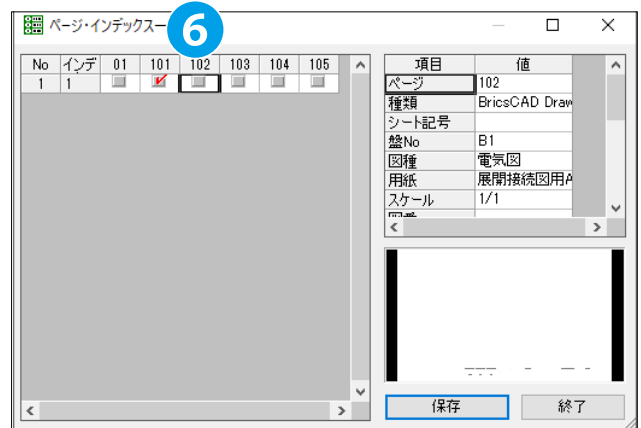 ページ・インデックスー
6
No インデ 01 101 102 103 104 105
1 1
項目 値
ページ 102
種類 BricsCAD Draw
シート記号
盤No B1
図種 電気図
用紙 展開接続図用A
スケール 1/1
図番
保存 終了